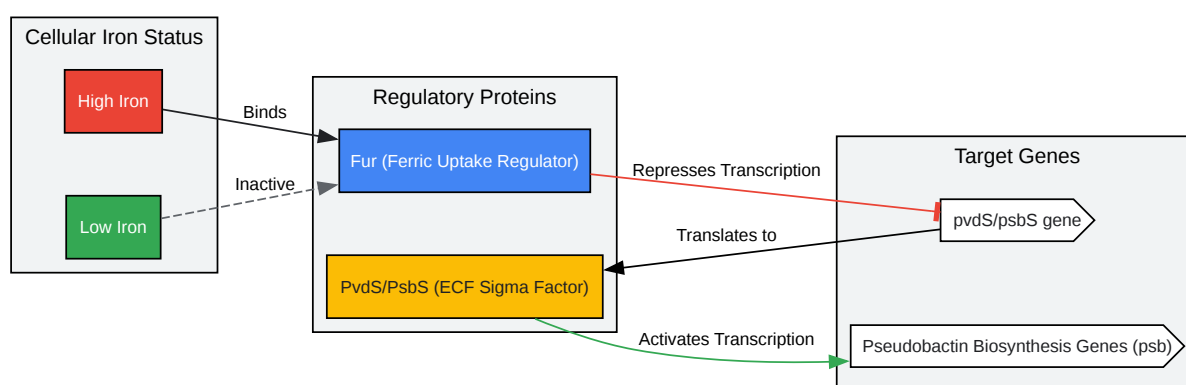 Cellular Iron Status
High Iron
Low Iron
Binds
Inactive
Regulatory Proteins
Fur (Ferric Uptake Regulator)
PvdS/PsbS (ECF Sigma Factor)
Represses Transcription
Translates to
Activates Transcription
Target Genes
pvdS/psbS gene
Pseudobactin Biosynthesis Genes (psb)